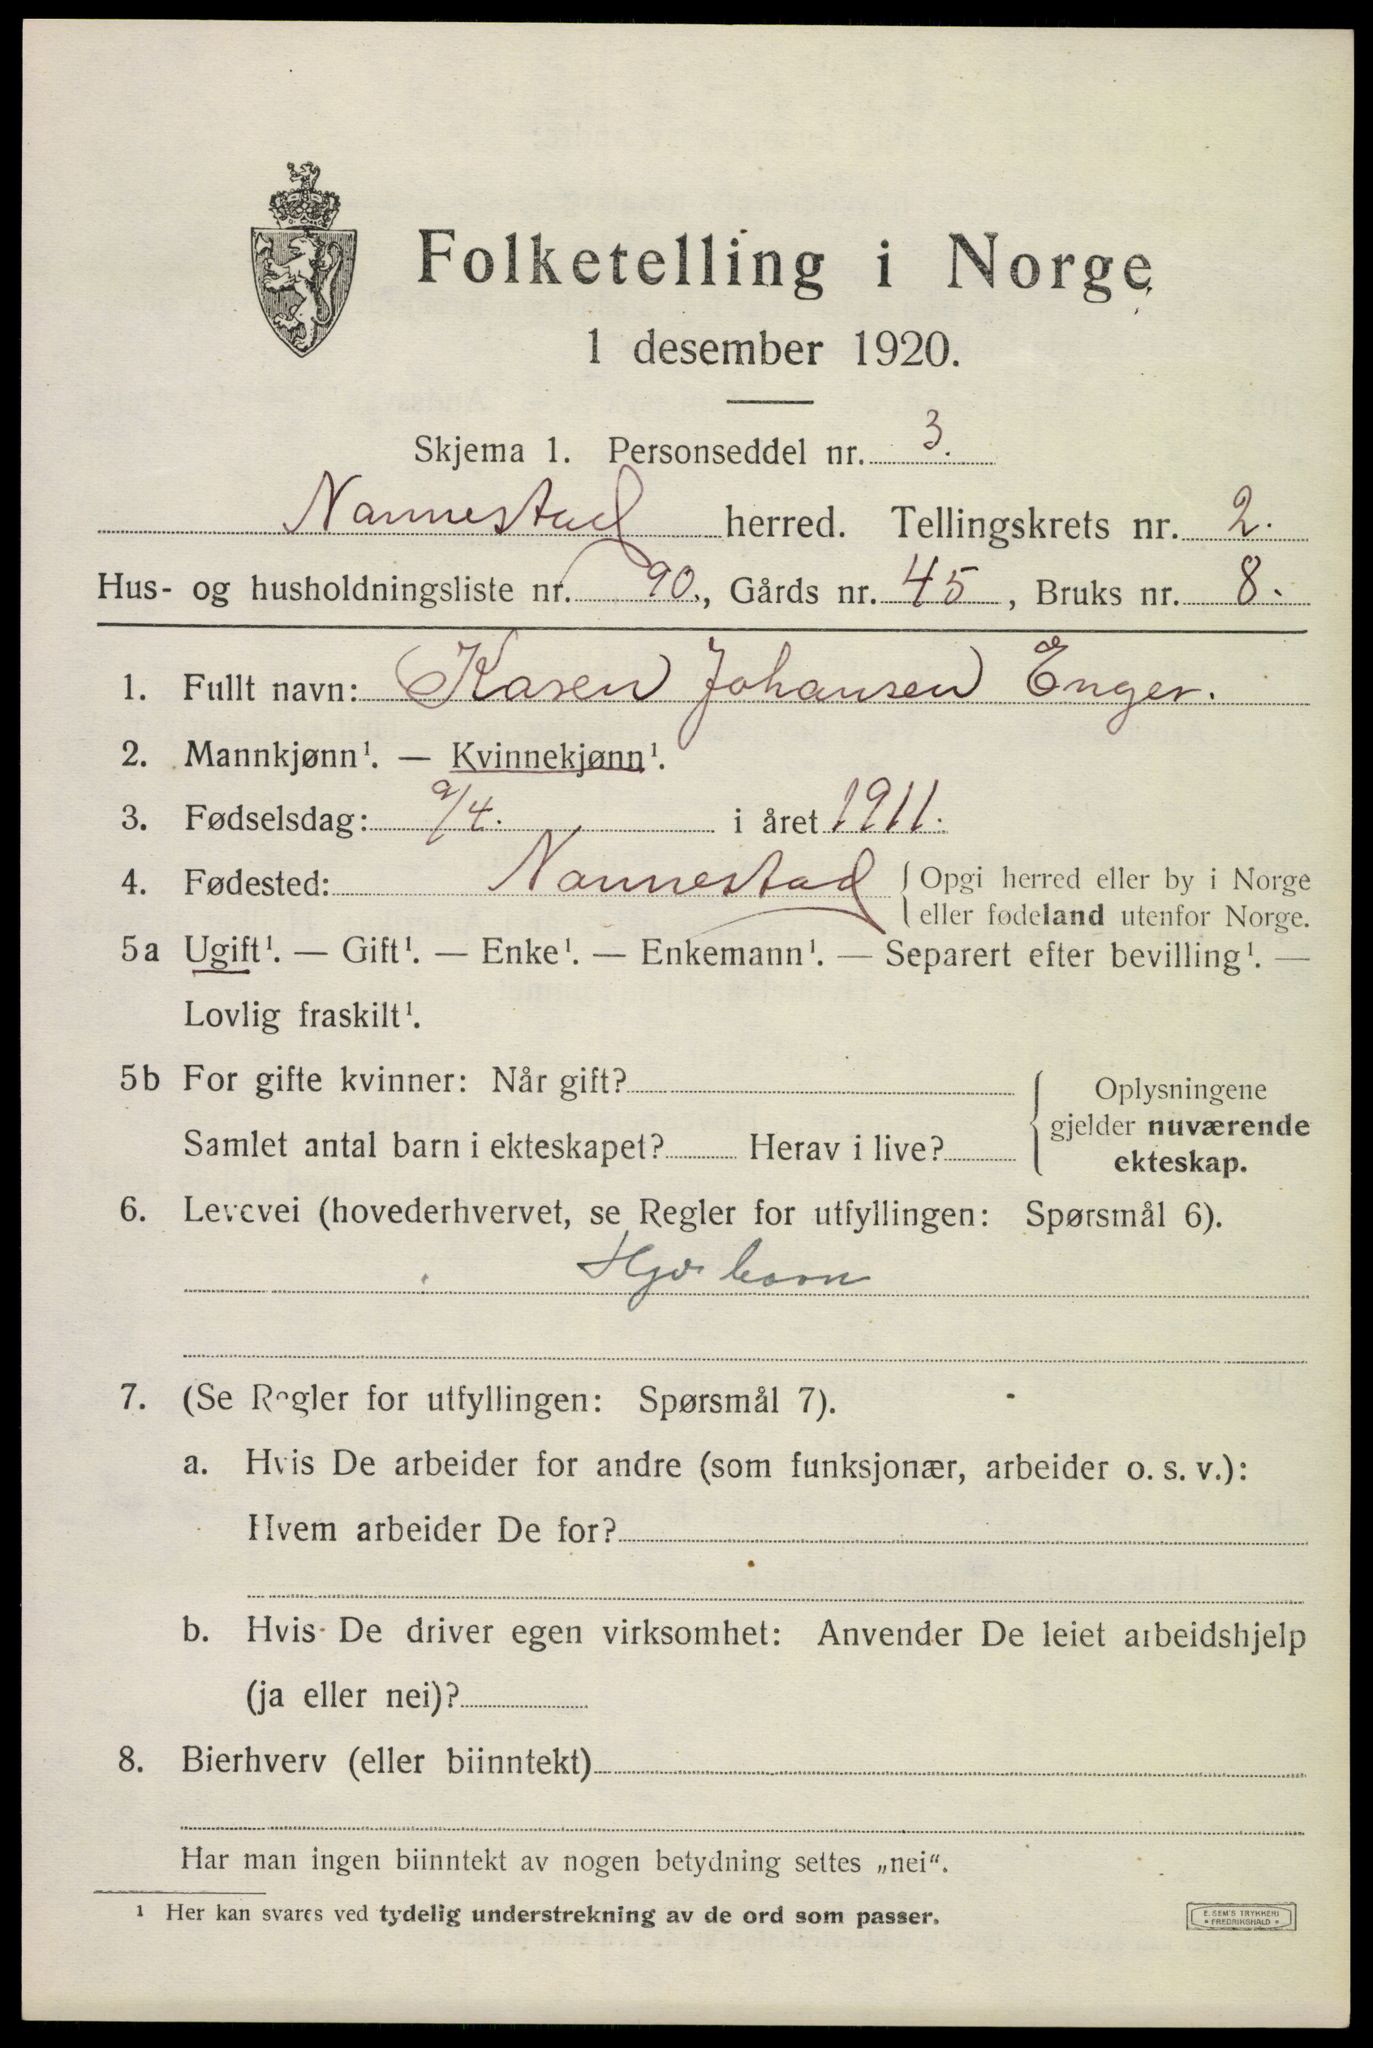 Folketelling i Norge
1 desember 1920.
Skjema 1. Personseddel nr. 3.
Nannestad herred. Tellingskrets nr. 2.
Hus- og husholdningsliste nr. 90., Gårds nr. 45, Bruks nr. 8.
1. Fullt navn: Karen Johansen Enger.
2. Mannkjønn¹. — Kvinnekjønn¹.
3. Fødselsdag: 9/4. i året 1911.
4. Fødested: Nannestad { Opgi herred eller by i Norge
eller fødeland utenfor Norge.
5a Ugift¹. — Gift¹. — Enke¹. — Enkemann¹. — Separert efter bevilling¹. —
Lovlig fraskilt¹.
5b For gifte kvinner: Når gift?
Samlet antal barn i ekteskapet? Herav i live?
{ Oplysningene
gjelder nuværende
ekteskap.
6. Levevei (hovederhvervet, se Regler for utfyllingen: Spørsmål 6).
Hjv barn
7. (Se Regler for utfyllingen: Spørsmål 7).
a. Hvis De arbeider for andre (som funksjonær, arbeider o. s. v.):
Hvem arbeider De for?
b. Hvis De driver egen virksomhet: Anvender De leiet arbeidshjelp
(ja eller nei)?
8. Bierhverv (eller biinntekt)
Har man ingen biinntekt av nogen betydning settes „nei“.
¹ Her kan svares ved tydelig understrekning av de ord som passer.
E. SEM'S TRYKKERI
* FREDRIKSHALD *